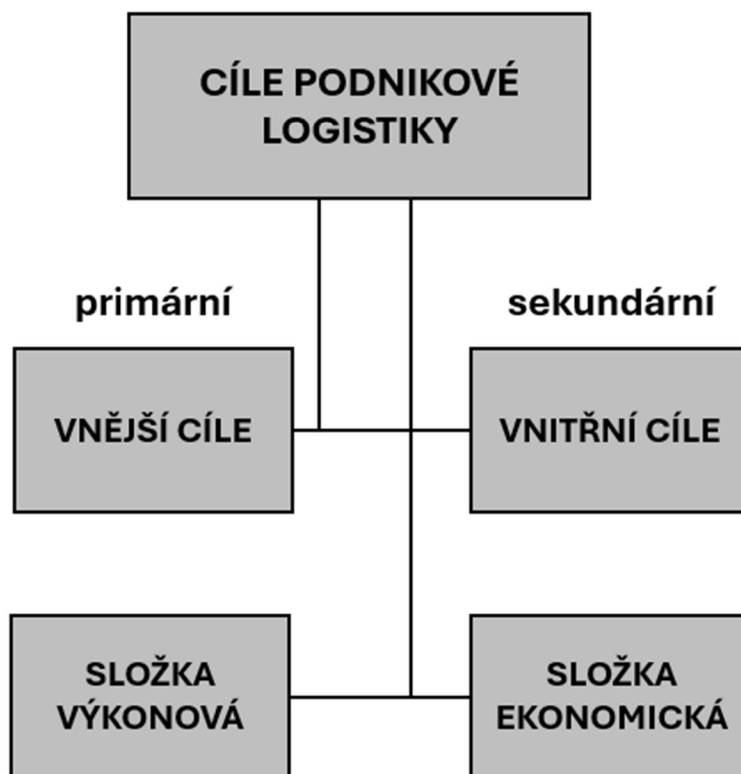 CÍLE PODNIKOVÉ
LOGISTIKY
primární
sekundární
VNĚJŠÍ CÍLE
VNITŘNÍ CÍLE
SLOŽKA
VÝKONOVÁ
SLOŽKA
EKONOMICKÁ